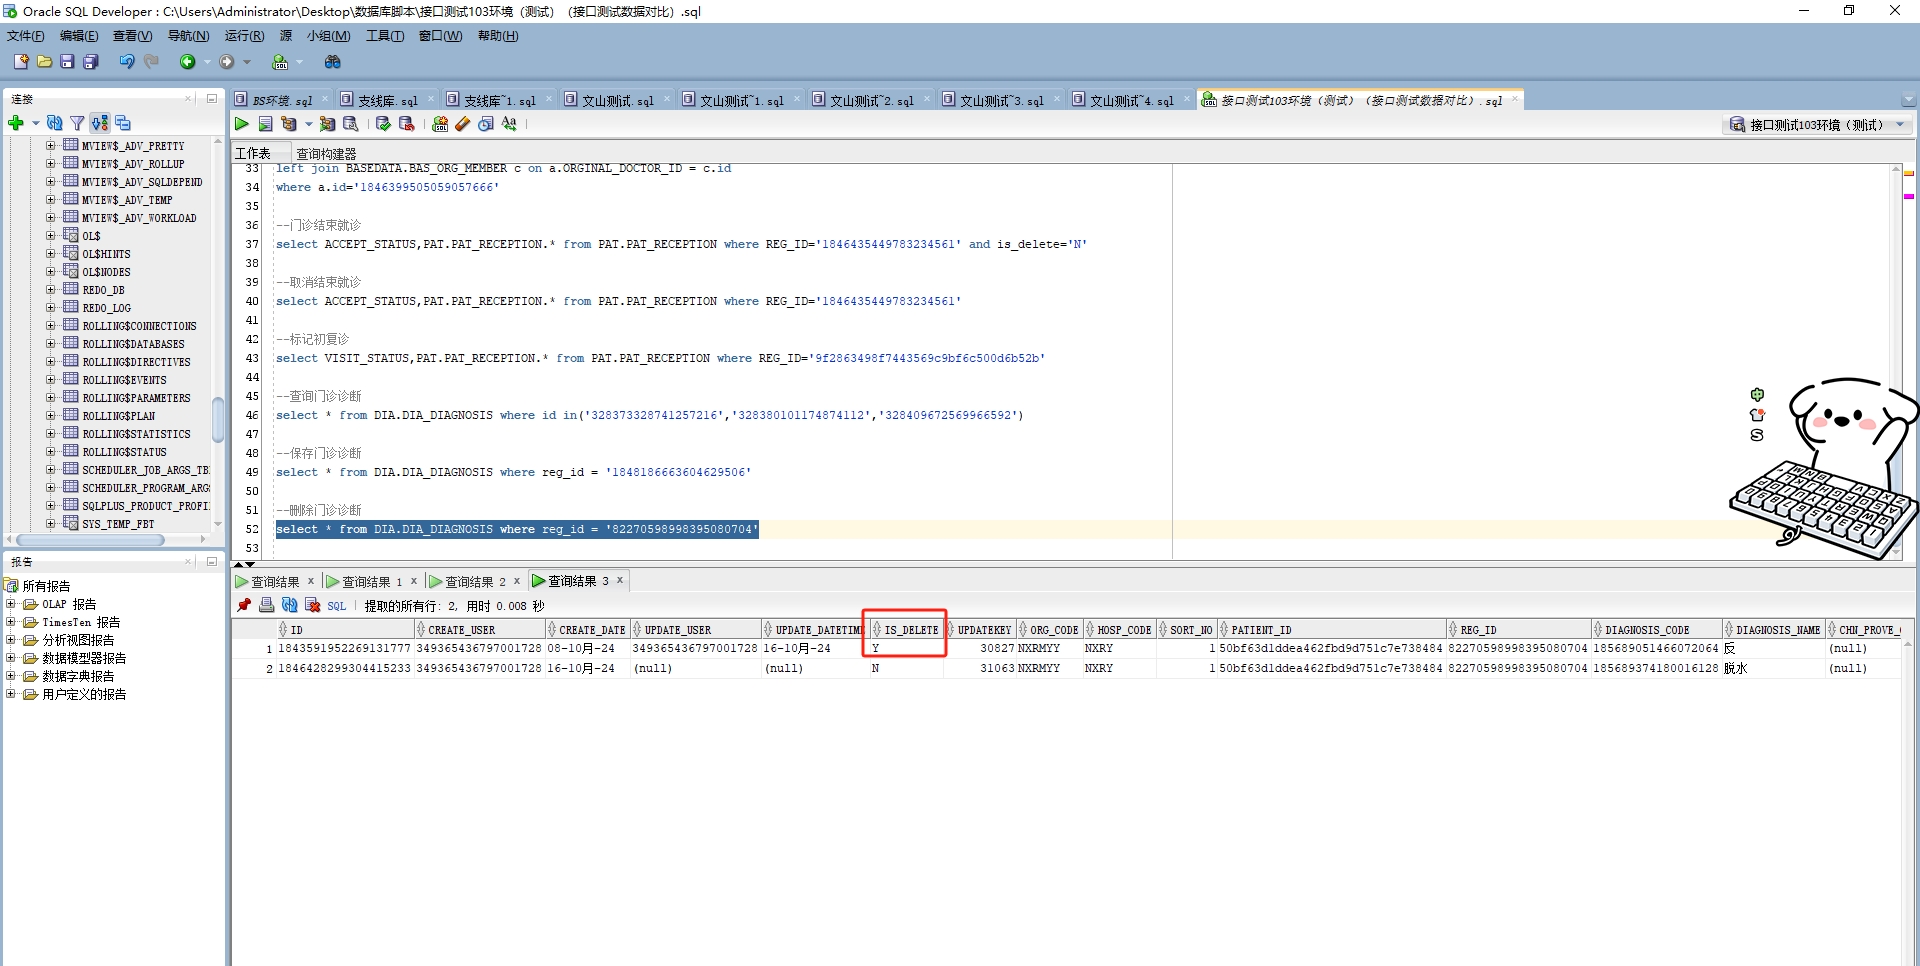 Oracle SQL Developer : C:\Users\Administrator\Desktop\数据库脚本\接口测试103环境（测试）（接口测试数据对比）.sql
文件(F) 编辑(E) 查看(V) 导航(N) 运行(R) 源 小组(M) 工具(T) 窗口(W) 帮助(H)
连接
BS环境.sql 支线库.sql 支线库~1.sql 文山测试.sql 文山测试~1.sql 文山测试~2.sql 文山测试~3.sql 文山测试~4.sql 接口测试103环境（测试）（接口测试数据对比）.sql
接口测试103环境（测试）
工作表 查询构建器
MVIEW$_ADV_PRETTY
MVIEW$_ADV_ROLLUP
MVIEW$_ADV_SQLDEPEND
MVIEW$_ADV_TEMP
MVIEW$_ADV_WORKLOAD
OL$
OL$HINTS
OL$NODES
REDO_DB
REDO_LOG
ROLLING$CONNECTIONS
ROLLING$DATABASES
ROLLING$DIRECTIVES
ROLLING$EVENTS
ROLLING$PARAMETERS
ROLLING$PLAN
ROLLING$STATISTICS
ROLLING$STATUS
SCHEDULER_JOB_ARGS_TB
SCHEDULER_PROGRAM_ARG
SQLPLUS_PRODUCT_PROFI
SYS_TEMP_FBT
33 left join BASEDATA.BAS_ORG_MEMBER c on a.ORGINAL_DOCTOR_ID = c.id
34 where a.id='1846399505059057666'
35
36 --门诊结束就诊
37 select ACCEPT_STATUS,PAT.PAT_RECEPTION.* from PAT.PAT_RECEPTION where REG_ID='1846435449783234561' and is_delete='N'
38
39 --取消结束就诊
40 select ACCEPT_STATUS,PAT.PAT_RECEPTION.* from PAT.PAT_RECEPTION where REG_ID='1846435449783234561'
41
42 --标记初复诊
43 select VISIT_STATUS,PAT.PAT_RECEPTION.* from PAT.PAT_RECEPTION where REG_ID='9f2863498f7443569c9bf6c500d6b52b'
44
45 --查询门诊诊断
46 select * from DIA.DIA_DIAGNOSIS where id in('328373328741257216','328380101174874112','328409672569966592')
47
48 --保存门诊诊断
49 select * from DIA.DIA_DIAGNOSIS where reg_id = '1848186663604629506'
50
51 --删除门诊诊断
52 select * from DIA.DIA_DIAGNOSIS where reg_id = '82270598998395080704'
53
报告
所有报告
OLAP 报告
TimesTen 报告
分析视图报告
数据模型器报告
数据字典报告
用户定义的报告
查询结果 x 查询结果 1 x 查询结果 2 x 查询结果 3 x
SQL | 提取的所有行: 2, 用时 0.008 秒
ID CREATE_USER CREATE_DATE UPDATE_USER UPDATE_DATETIME IS_DELETE UPDATEKEY ORG_CODE HOSP_CODE SORT_NO PATIENT_ID REG_ID DIAGNOSIS_CODE DIAGNOSIS_NAME CHN_PROVE_
1 1843591952269131777 349365436797001728 08-10月-24 349365436797001728 16-10月-24 Y 30827 NXRMYY NXRY 1 50bf63d1ddea462fbd9d751c7e738484 82270598998395080704 185689051466072064 反 (null)
2 1846428299304415233 349365436797001728 16-10月-24 (null) (null) N 31063 NXRMYY NXRY 1 50bf63d1ddea462fbd9d751c7e738484 82270598998395080704 185689374180016128 脱水 (null)